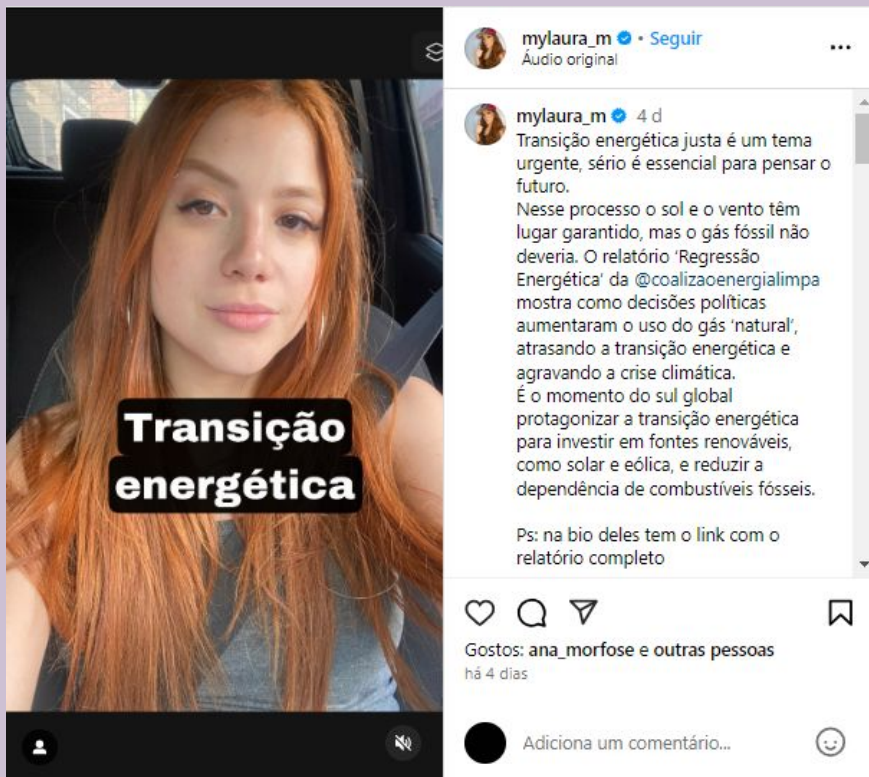 Transição
energética
mylaura_m • Seguir
Áudio original
mylaura_m 4 d
Transição energética justa é um tema
urgente, sério é essencial para pensar o
futuro.
Nesse processo o sol e o vento têm
lugar garantido, mas o gás fóssil não
deveria. O relatório ‘Regressão
Energética’ da @coalizaoenergialimpa
mostra como decisões políticas
aumentaram o uso do gás ‘natural’,
atrasando a transição energética e
agravando a crise climática.
É o momento do sul global
protagonizar a transição energética
para investir em fontes renováveis,
como solar e eólica, e reduzir a
dependência de combustíveis fósseis.
Ps: na bio deles tem o link com o
relatório completo
Gostos: ana_morfose e outras pessoas
há 4 dias
Adiciona um comentário...